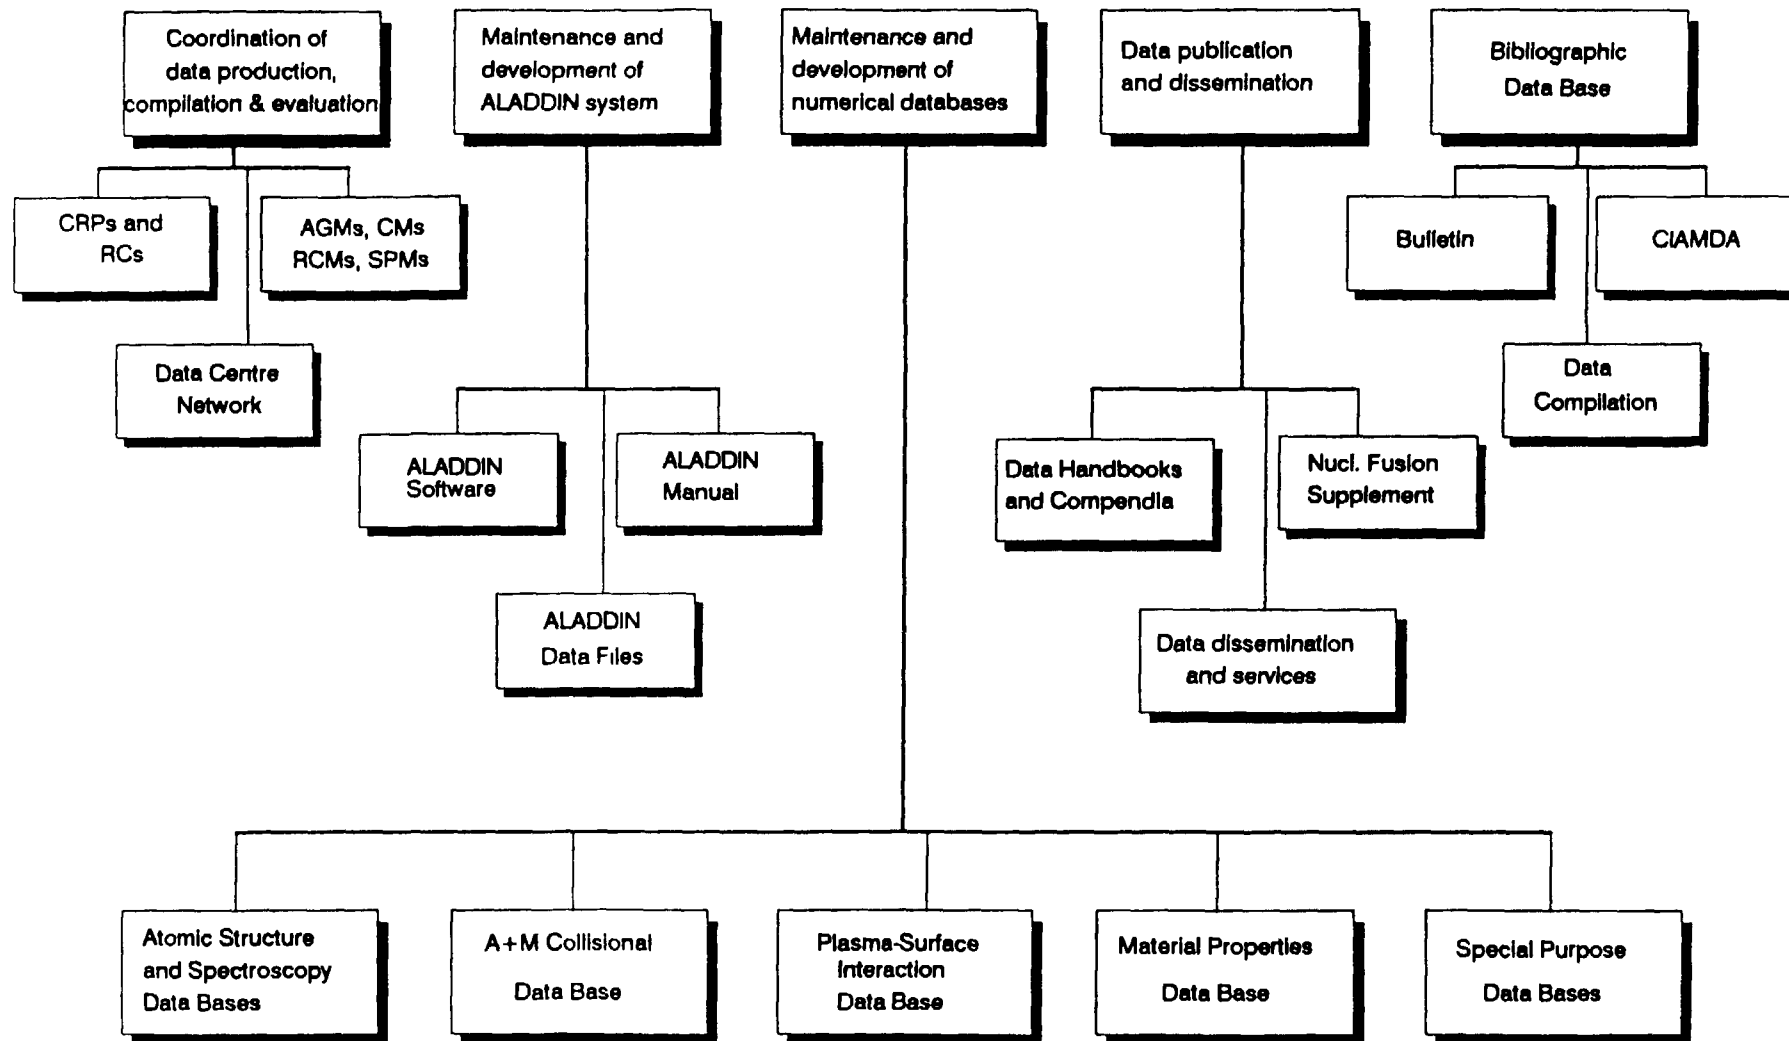 Coordination of
data production,
compilation & evaluation
Maintenance and
development of
ALADDIN system
Maintenance and
development of
numerical databases
Data publication
and dissemination
Bibliographic
Data Base
CRPs and
RCs
AGMs, CMs
RCMs, SPMs
Data Centre
Network
Bulletin
CIAMDA
Data
Compilation
ALADDIN
Software
ALADDIN
Manual
ALADDIN
Data Files
Data Handbooks
and Compendia
Nucl. Fusion
Supplement
Data dissemination
and services
Atomic Structure
and Spectroscopy
Data Bases
A+M Collisional
Data Base
Plasma-Surface
Interaction
Data Base
Material Properties
Data Base
Special Purpose
Data Bases